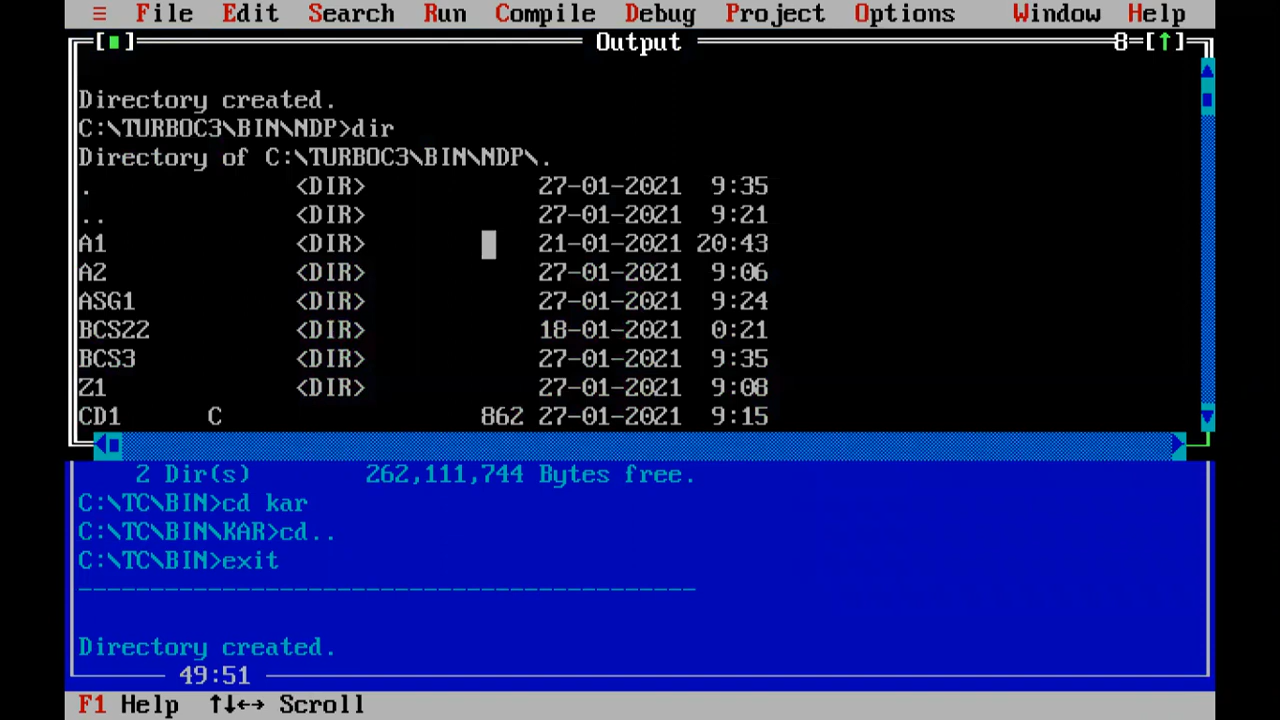 ≡ File Edit Search Run Compile Debug Project Options Window Help
[■] Output 8=[↑]
Directory created.
C:\TURBOC3\BIN\NDP>dir
Directory of C:\TURBOC3\BIN\NDP\.
. <DIR> 27-01-2021 9:35
.. <DIR> 27-01-2021 9:21
A1 <DIR> 21-01-2021 20:43
A2 <DIR> 27-01-2021 9:06
ASG1 <DIR> 27-01-2021 9:24
BCS22 <DIR> 18-01-2021 0:21
BCS3 <DIR> 27-01-2021 9:35
Z1 <DIR> 27-01-2021 9:08
CD1 C 862 27-01-2021 9:15
2 Dir(s) 262,111,744 Bytes free.
C:\TC\BIN>cd kar
C:\TC\BIN\KAR>cd..
C:\TC\BIN>exit
-------------------------------------------
Directory created.
49:51
F1 Help ↑↓←→ Scroll